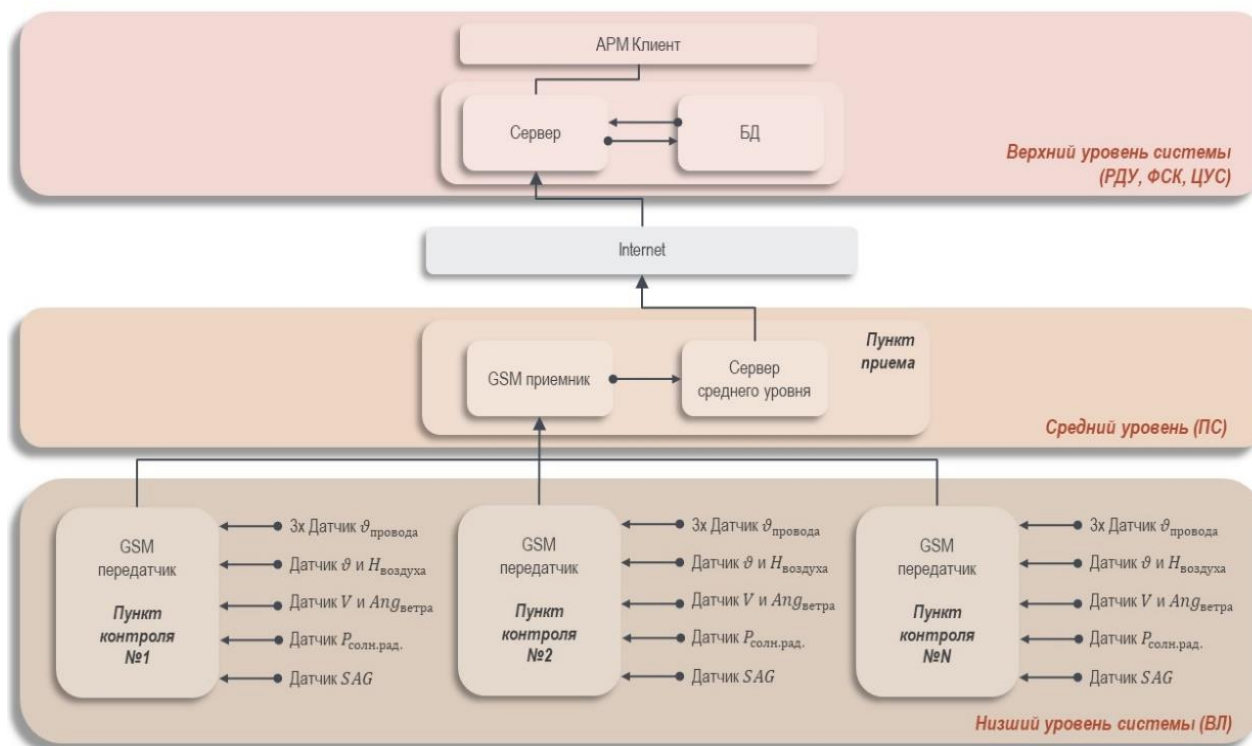 АРМ Клиент
Сервер
БД
Верхний уровень системы
(РДУ, ФСК, ЦУС)
Internet
Пункт
приема
GSM приемник
Сервер
среднего уровня
Средний уровень (ПС)
GSM
передатчик
Пункт
контроля
№1
3x Датчик 𝜗провода
Датчик 𝜗 и Hвоздуха
Датчик V и Angветра
Датчик Pсолн.рад.
Датчик SAG
GSM
передатчик
Пункт
контроля
№2
3x Датчик 𝜗провода
Датчик 𝜗 и Hвоздуха
Датчик V и Angветра
Датчик Pсолн.рад.
Датчик SAG
GSM
передатчик
Пункт
контроля
№N
3x Датчик 𝜗провода
Датчик 𝜗 и Hвоздуха
Датчик V и Angветра
Датчик Pсолн.рад.
Датчик SAG
Низший уровень системы (ВЛ)